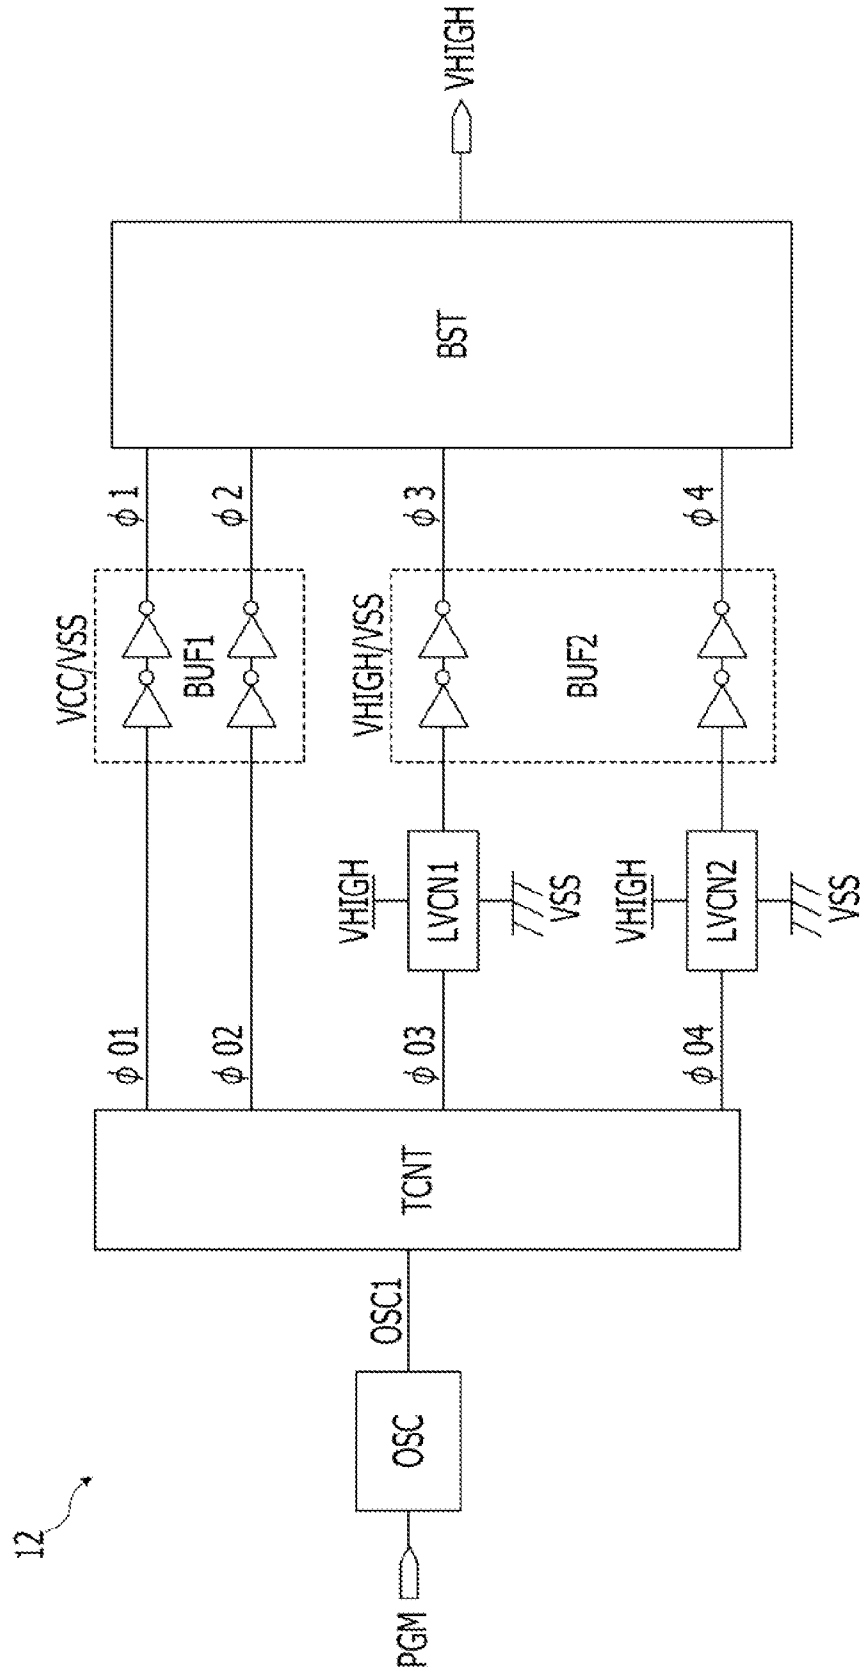 12
PGM
OSC
OSC1
TCNT
φ01
φ02
φ03
φ04
VHIGH
LVCN1
VSS
VHIGH
LVCN2
VSS
VCC/VSS
BUF1
VHIGH/VSS
BUF2
φ1
φ2
φ3
φ4
BST
VHIGH